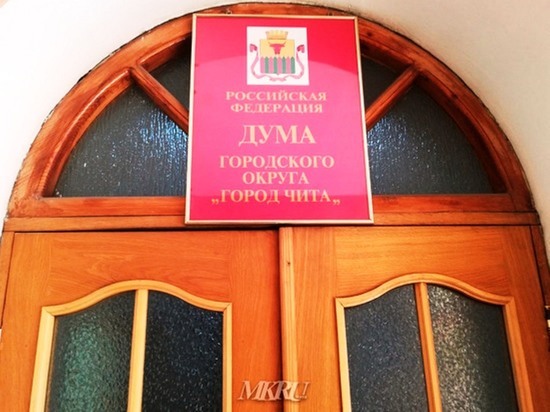 РОССИЙСКАЯ
ФЕДЕРАЦИЯ
ДУМА
ГОРОДСКОГО
ОКРУГА
„ГОРОД ЧИТА„
MKRU